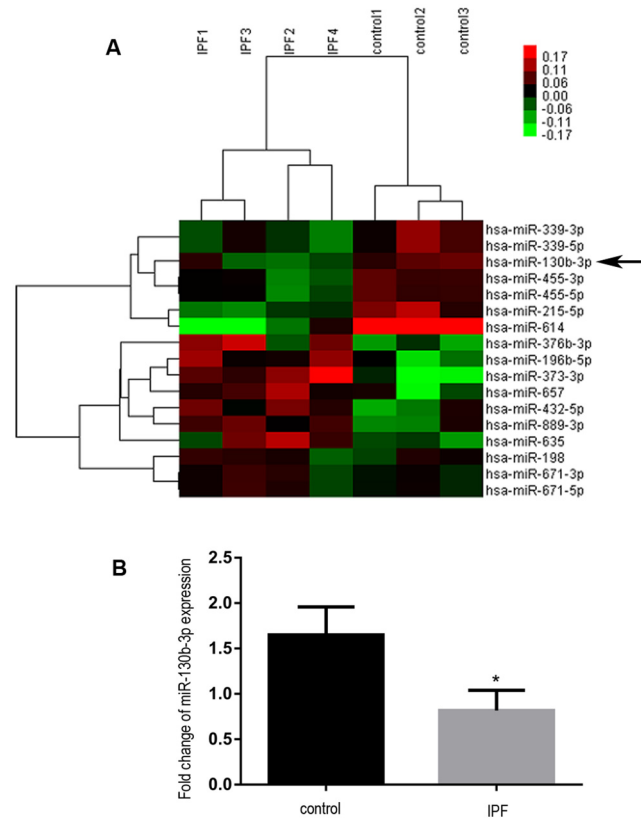 A
IPF1
IPF3
IPF2
IPF4
control1
control2
control3
0.17
0.11
0.06
0.00
-0.06
-0.11
-0.17
hsa-miR-339-3p
hsa-miR-339-5p
hsa-miR-130b-3p
hsa-miR-455-3p
hsa-miR-455-5p
hsa-miR-215-5p
hsa-miR-614
hsa-miR-376b-3p
hsa-miR-196b-5p
hsa-miR-373-3p
hsa-miR-657
hsa-miR-432-5p
hsa-miR-889-3p
hsa-miR-635
hsa-miR-198
hsa-miR-671-3p
hsa-miR-671-5p
B
Fold change of miR-130b-3p expression
2.5
2.0
1.5
1.0
0.5
0.0
*
control
IPF